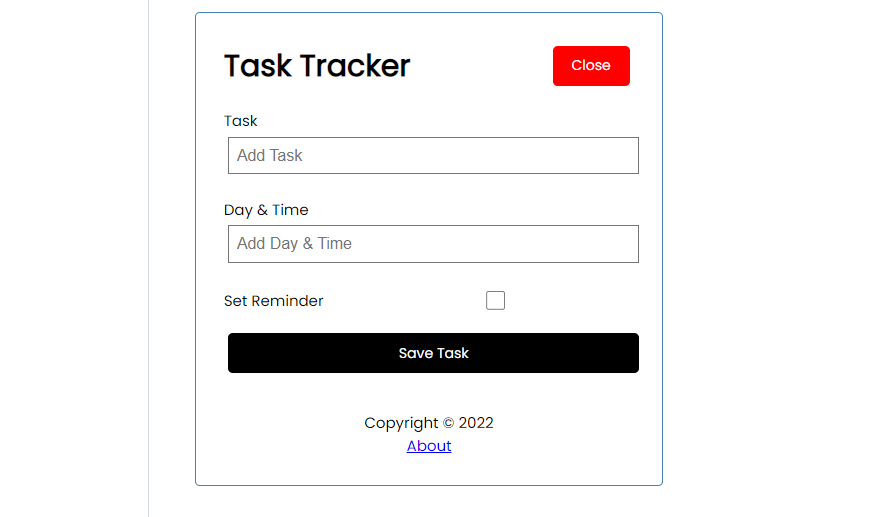 Task Tracker
Close
Task
Add Task
Day & Time
Add Day & Time
Set Reminder
Save Task
Copyright © 2022
About